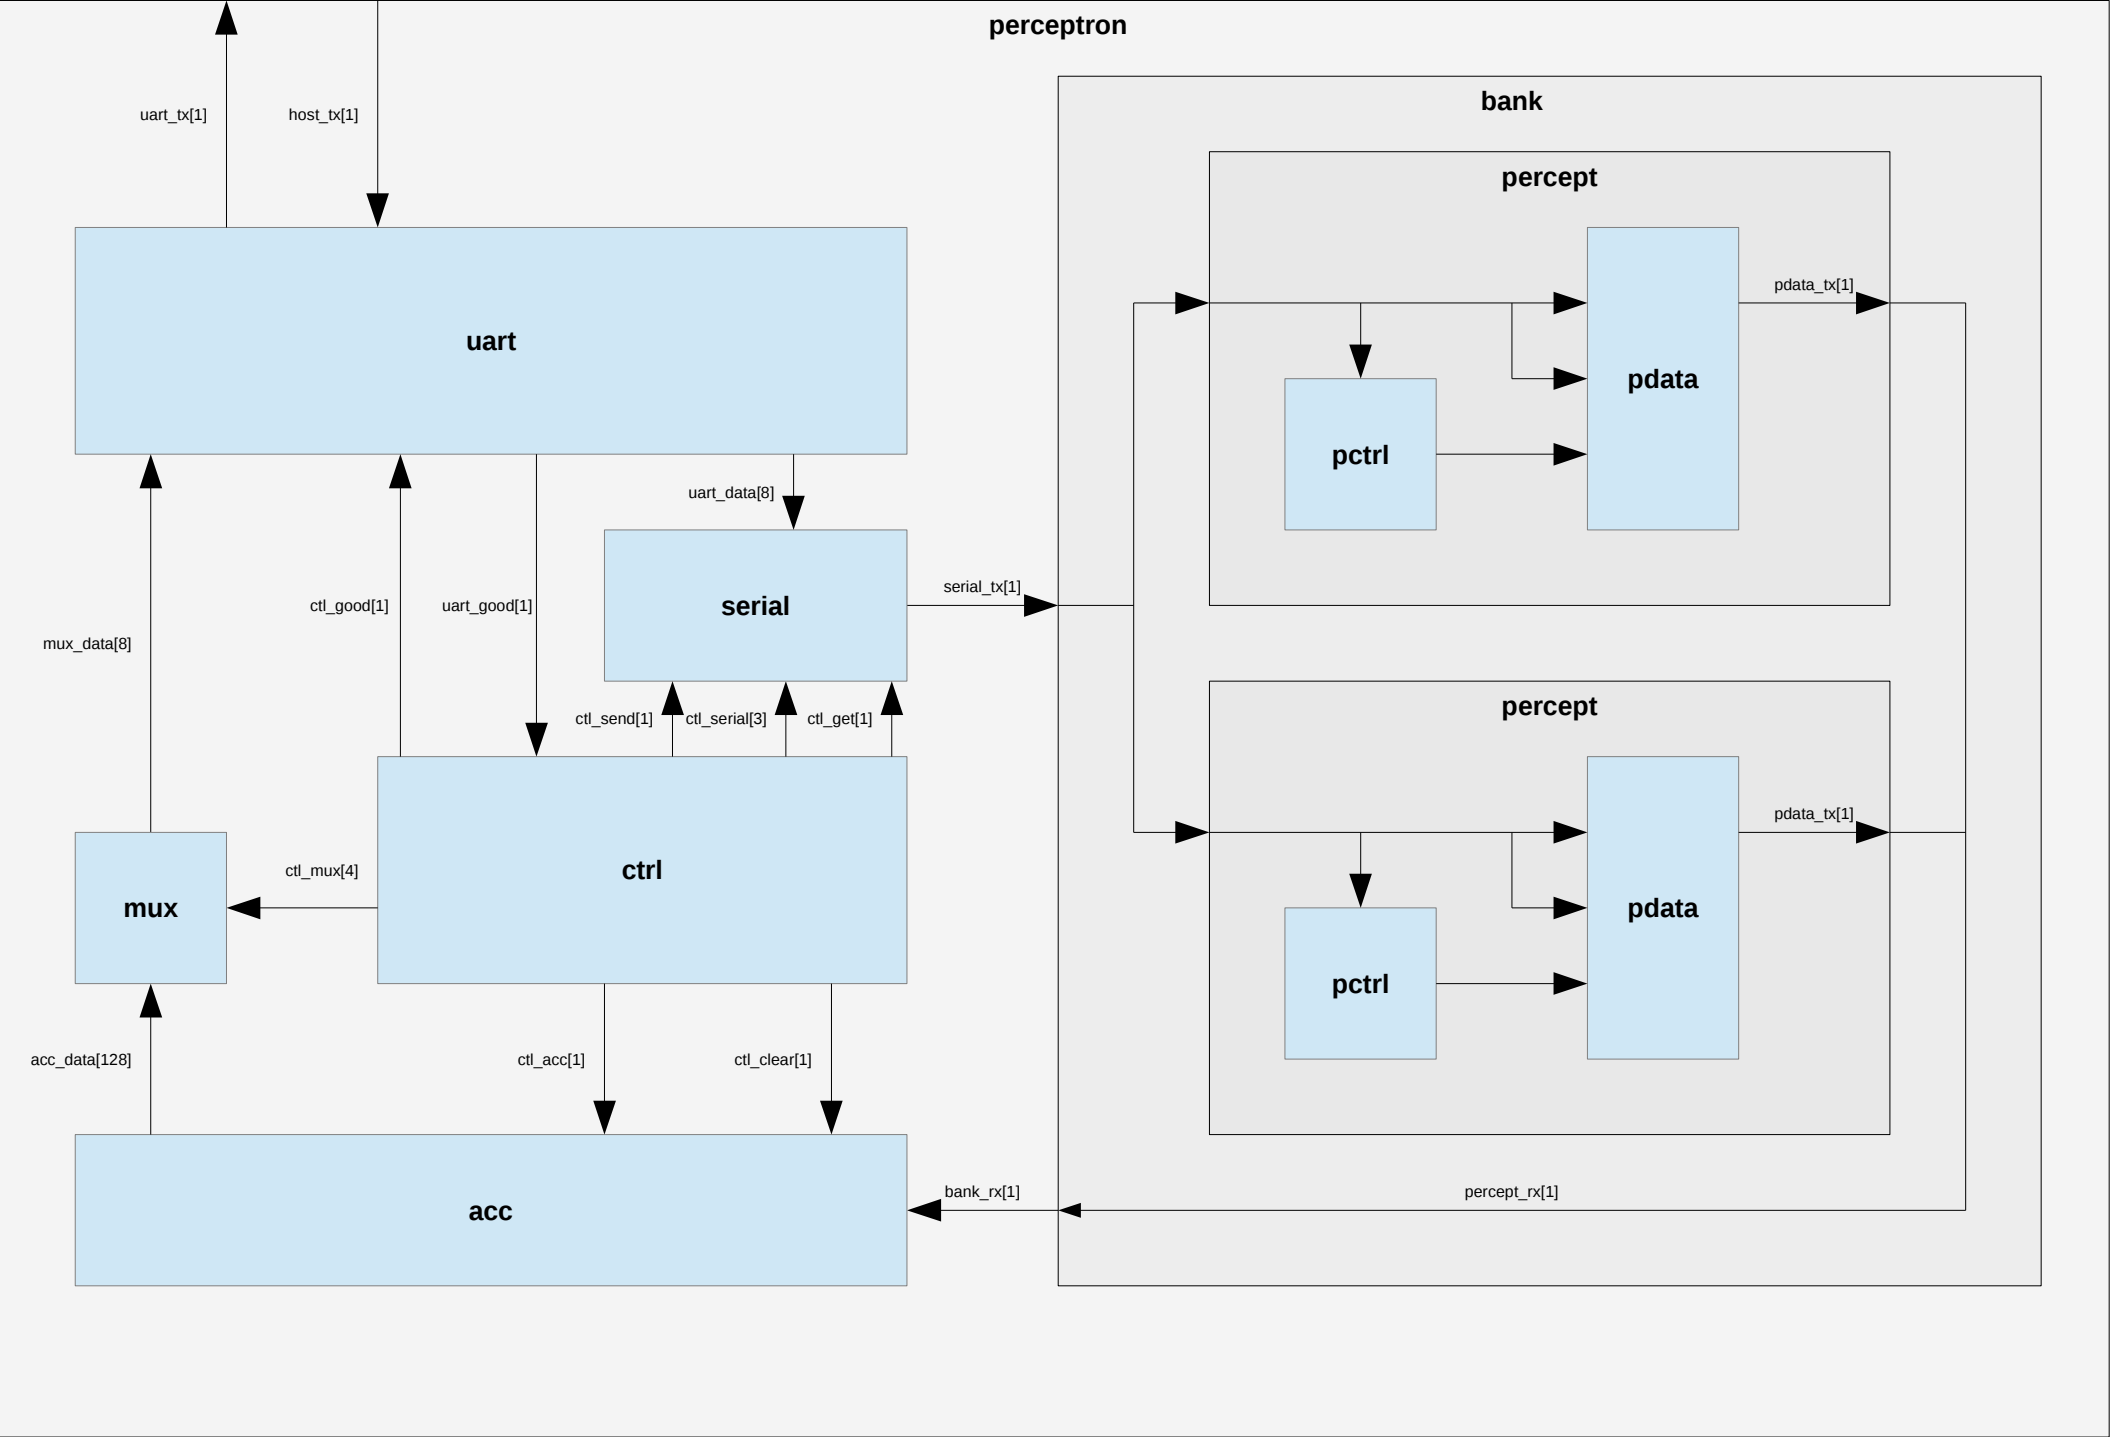 perceptron
bank
uart_tx[1]
host_tx[1]
percept
pdata_tx[1]
uart
pdata
pctrl
uart_data[8]
serial_tx[1]
ctl_good[1]
uart_good[1]
serial
mux_data[8]
percept
ctl_send[1]
ctl_serial[3]
ctl_get[1]
pdata_tx[1]
ctl_mux[4]
ctrl
mux
pdata
pctrl
acc_data[128]
ctl_acc[1]
ctl_clear[1]
bank_rx[1]
percept_rx[1]
acc